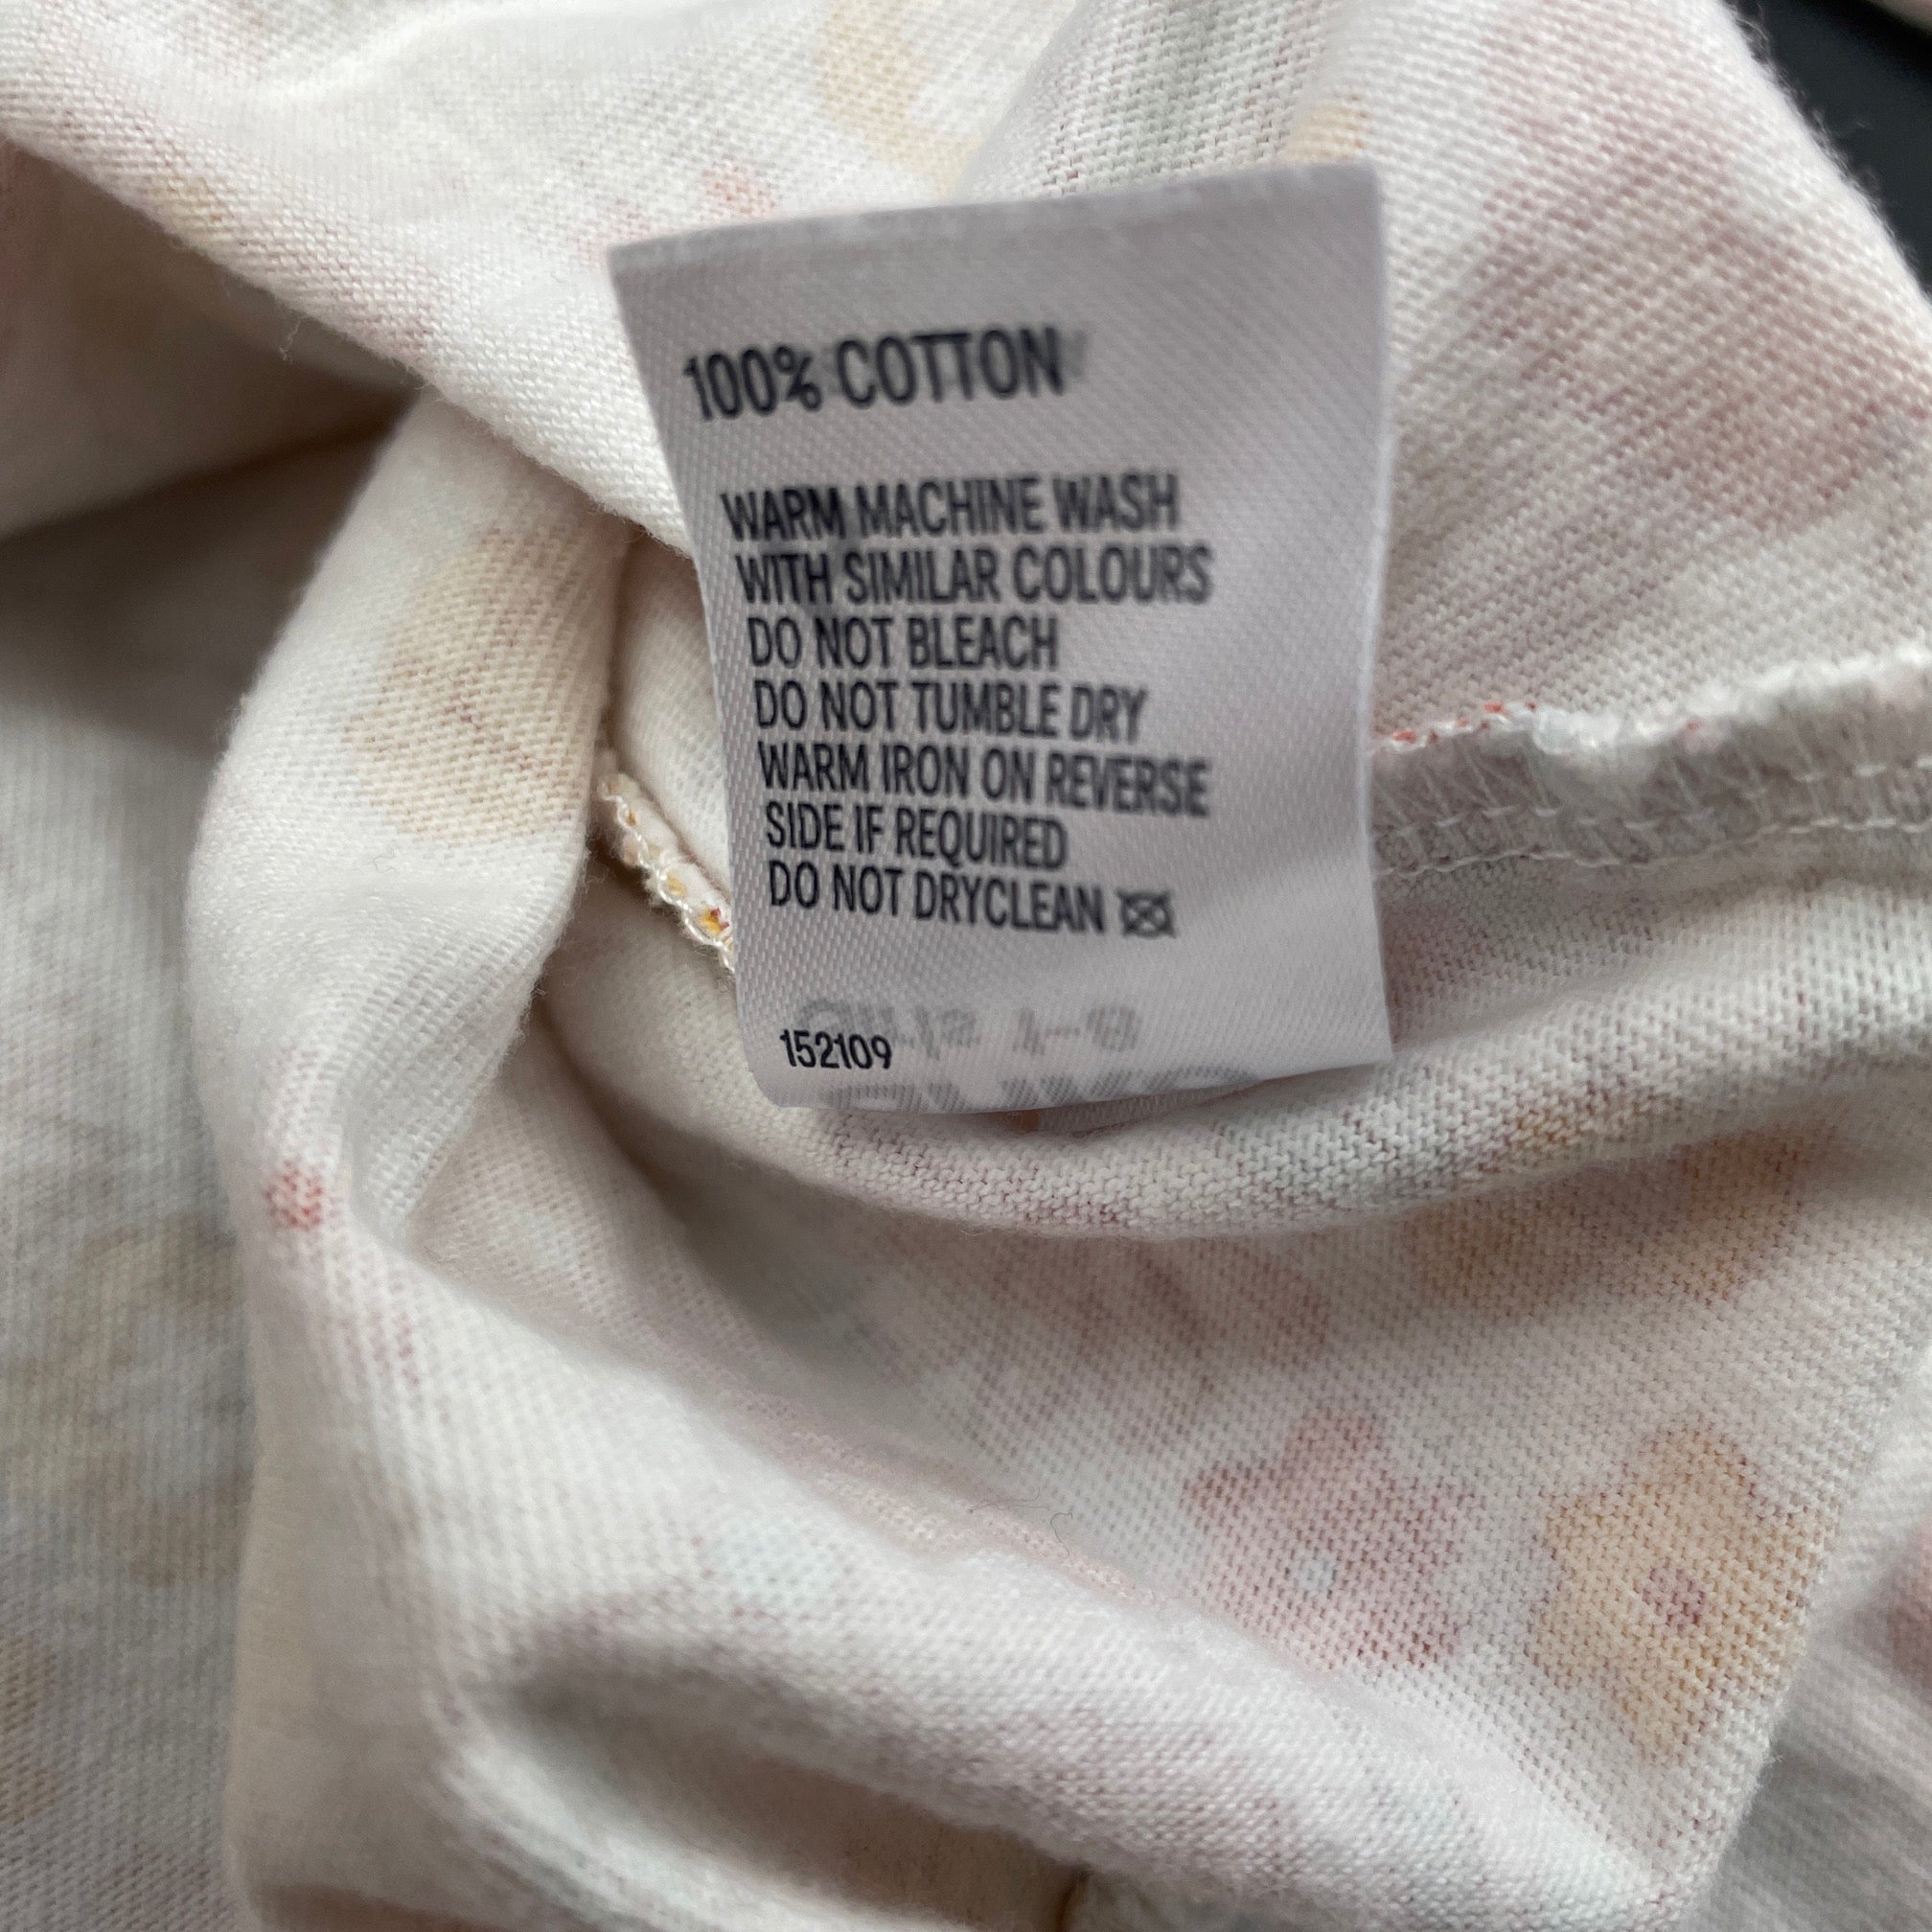 100% COTTON
WARM MACHINE WASH
WITH SIMILAR COLOURS
DO NOT BLEACH
DO NOT TUMBLE DRY
WARM IRON ON REVERSE
SIDE IF REQUIRED
DO NOT DRYCLEAN
152109